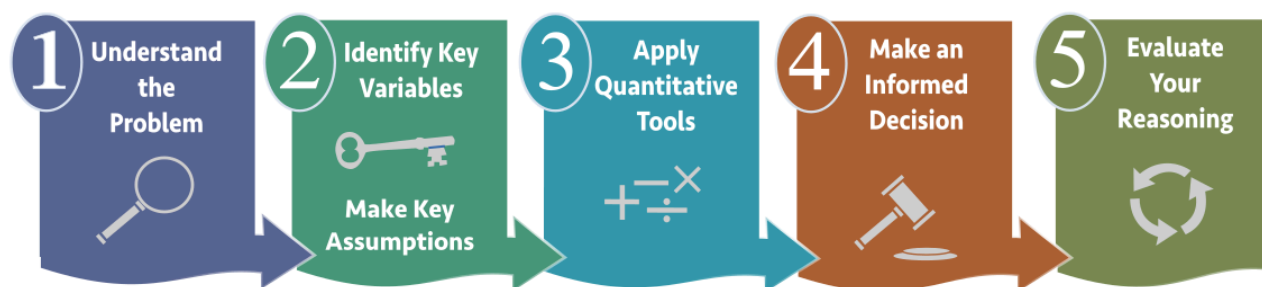 1
Understand
the
Problem
2
Identify Key
Variables
Make Key
Assumptions
3
Apply
Quantitative
Tools
+ − × ÷
4
Make an
Informed
Decision
5
Evaluate
Your
Reasoning